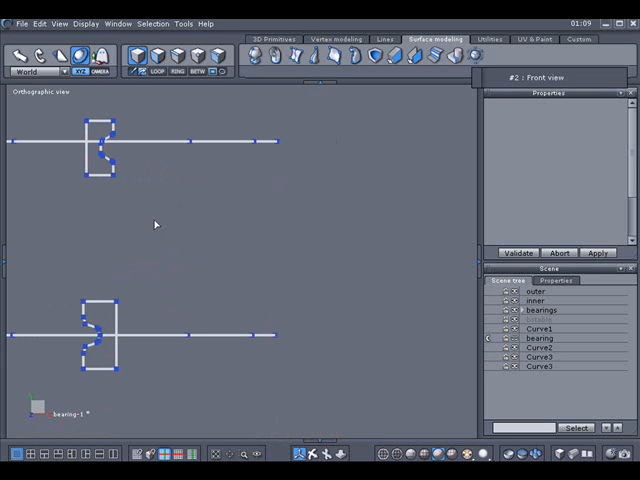 File Edit View Display Window Selection Tools Help
01:09
3D Primitives Vertex modeling Lines Surface modeling Utilities UV & Paint Custom
World
XYZ CAMERA
LOOP RING BETW
#2 : Front view
Orthographic view
Properties
Validate Abort Apply
Scene
Scene tree Properties
outer
inner
bearings
Curve1
bearing
Curve2
Curve3
Curve3
Select
bearing-1 *